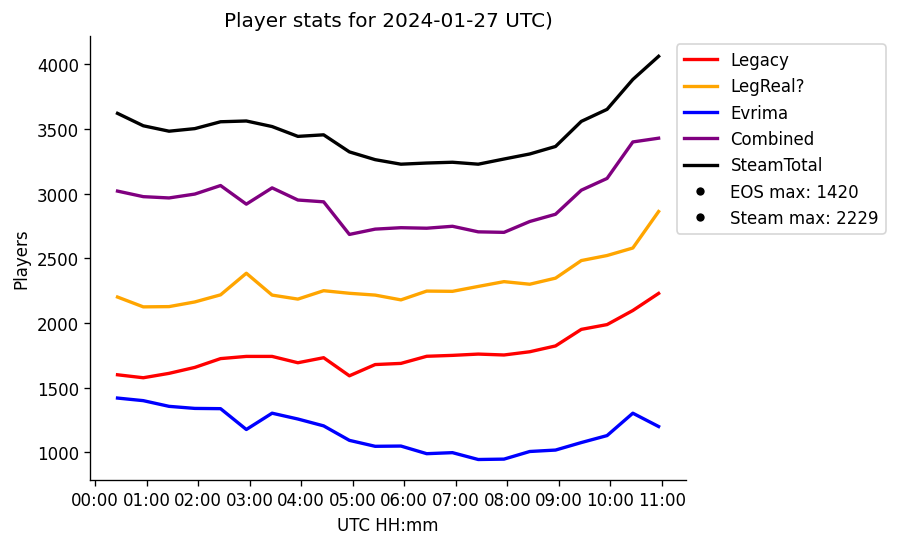 Player stats for 2024-01-27 UTC)
4000
3500
3000
2500
2000
1500
1000
Players
00:00 01:00 02:00 03:00 04:00 05:00 06:00 07:00 08:00 09:00 10:00 11:00
UTC HH:mm
Legacy
LegReal?
Evrima
Combined
SteamTotal
EOS max: 1420
Steam max: 2229